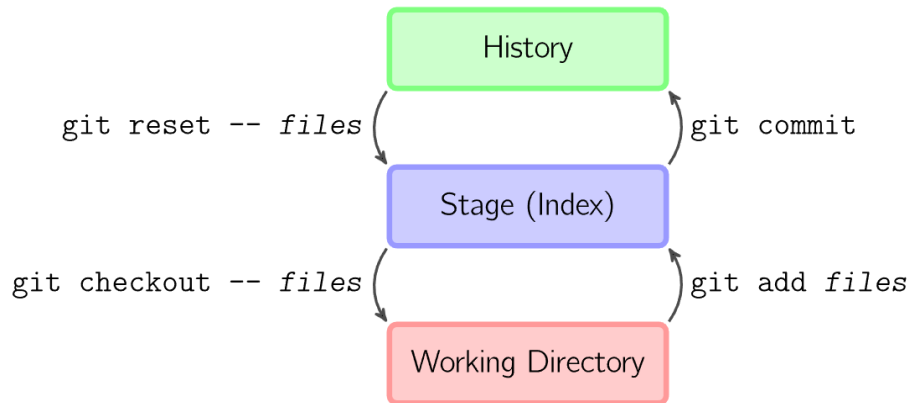 History
git reset -- files
git commit
Stage (Index)
git checkout -- files
git add files
Working Directory